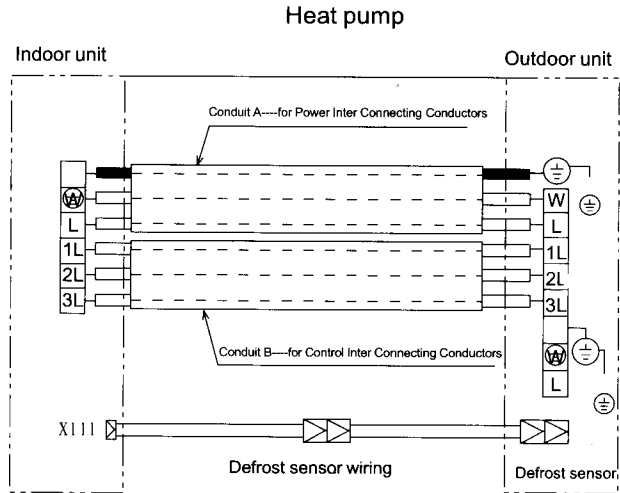 Heat pump
Indoor unit
Outdoor unit
Conduit A----for Power Inter Connecting Conductors
W
W
L
L
1L
1L
2L
2L
3L
3L
Conduit B----for Control Inter Connecting Conductors
W
L
X111
Defrost sensor wiring
Defrost sensor